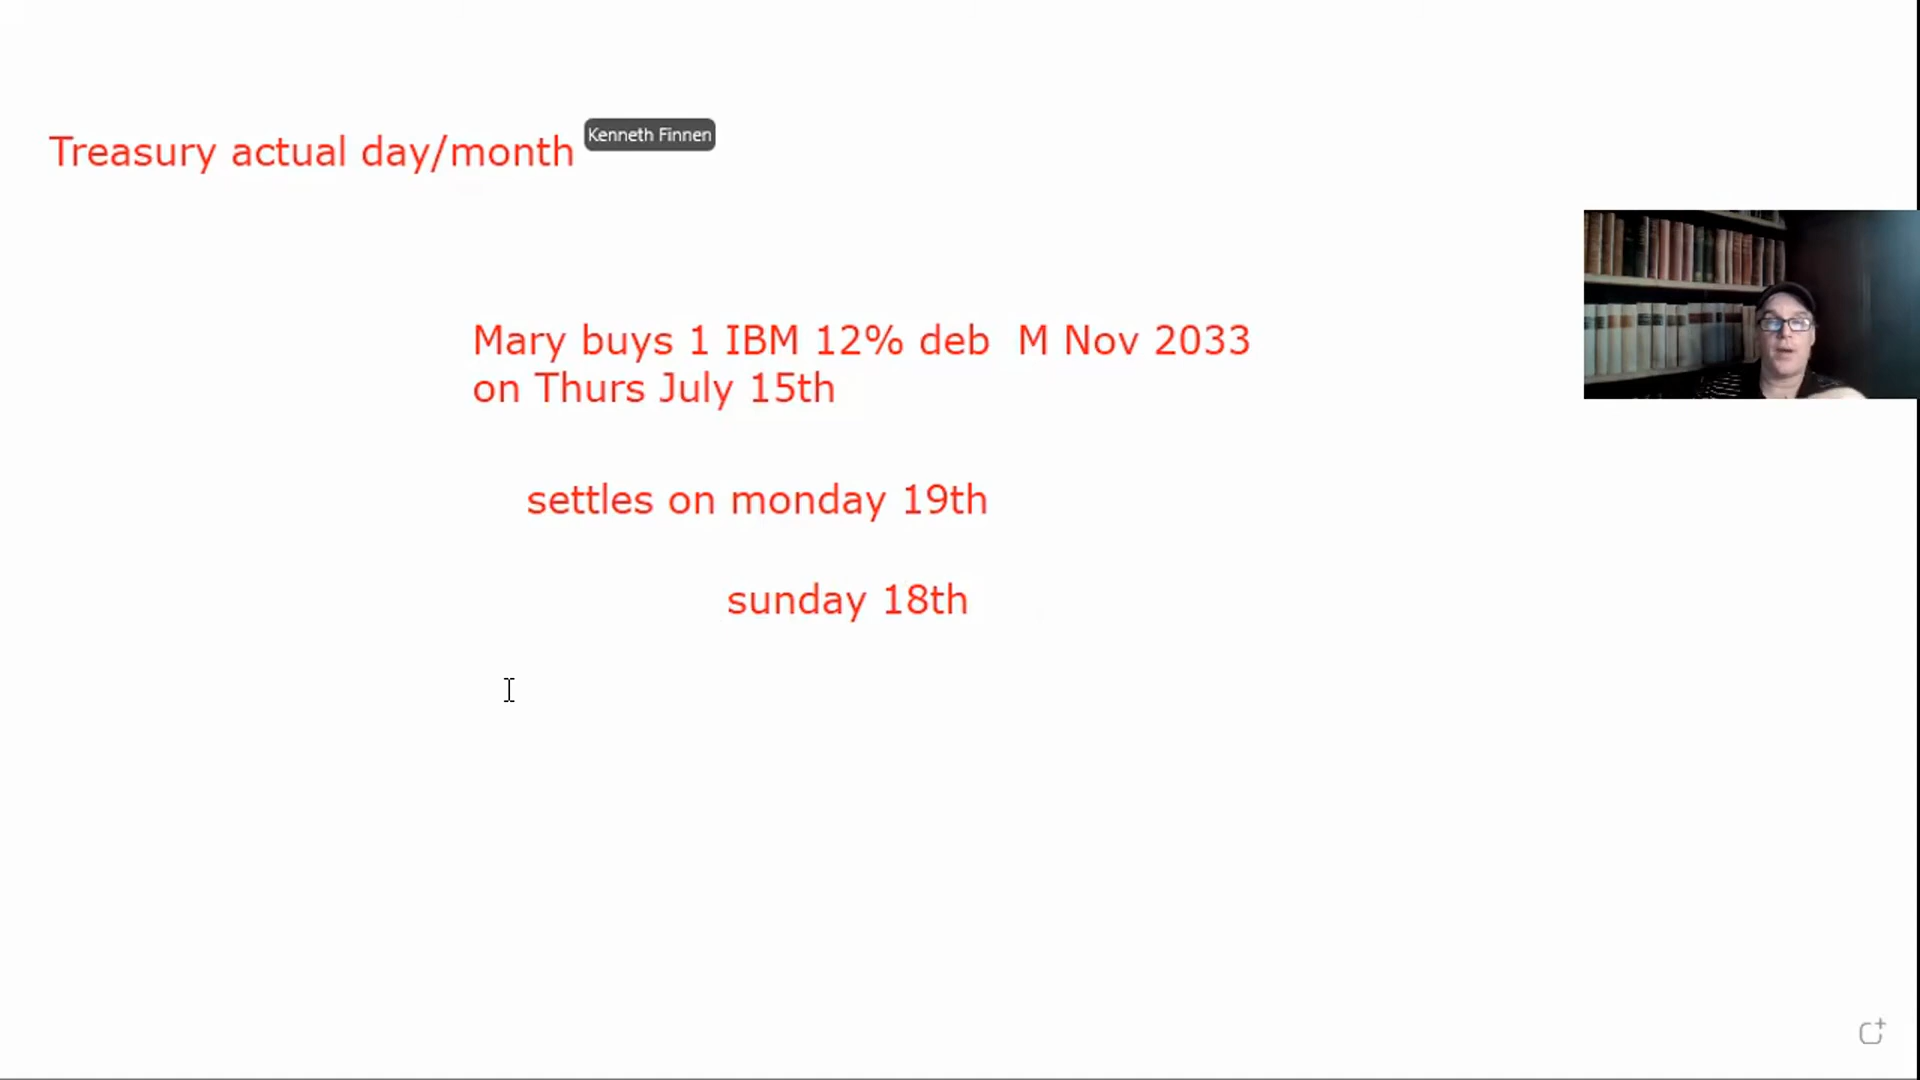 Treasury actual day/month
Kenneth Finnen
Mary buys 1 IBM 12% deb M Nov 2033
on Thurs July 15th
settles on monday 19th
sunday 18th